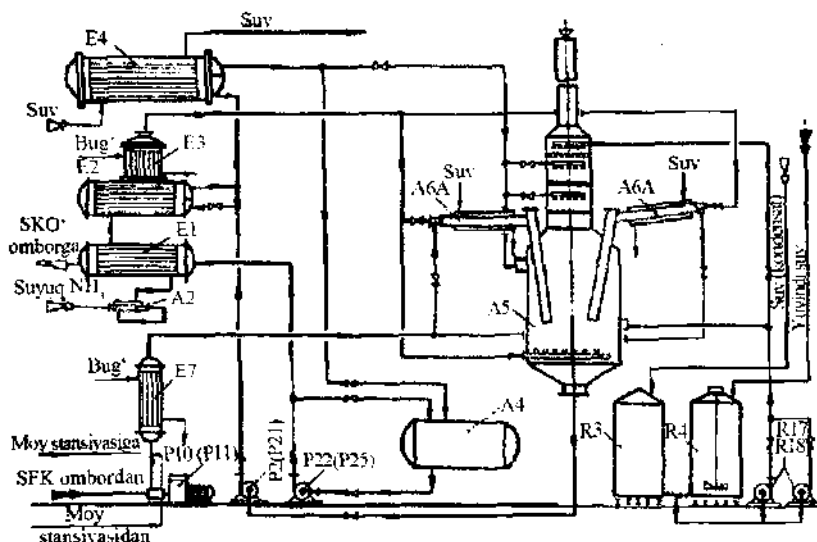 Suv
E4
Suv
Bug‘
E3
E2
SKO‘
omborga
E1
Suyuq NH
A2
Bug‘
E7
Moy stansiyasiga
P10 (P11)
SFK ombordan
Moy
stansiyasidan
P2(P21)
P22(P25)
A4
Suv
A6A
A5
Suv
A6A
Suv (kondensat)
Yuvindi suv
R3
R4
R17
R18